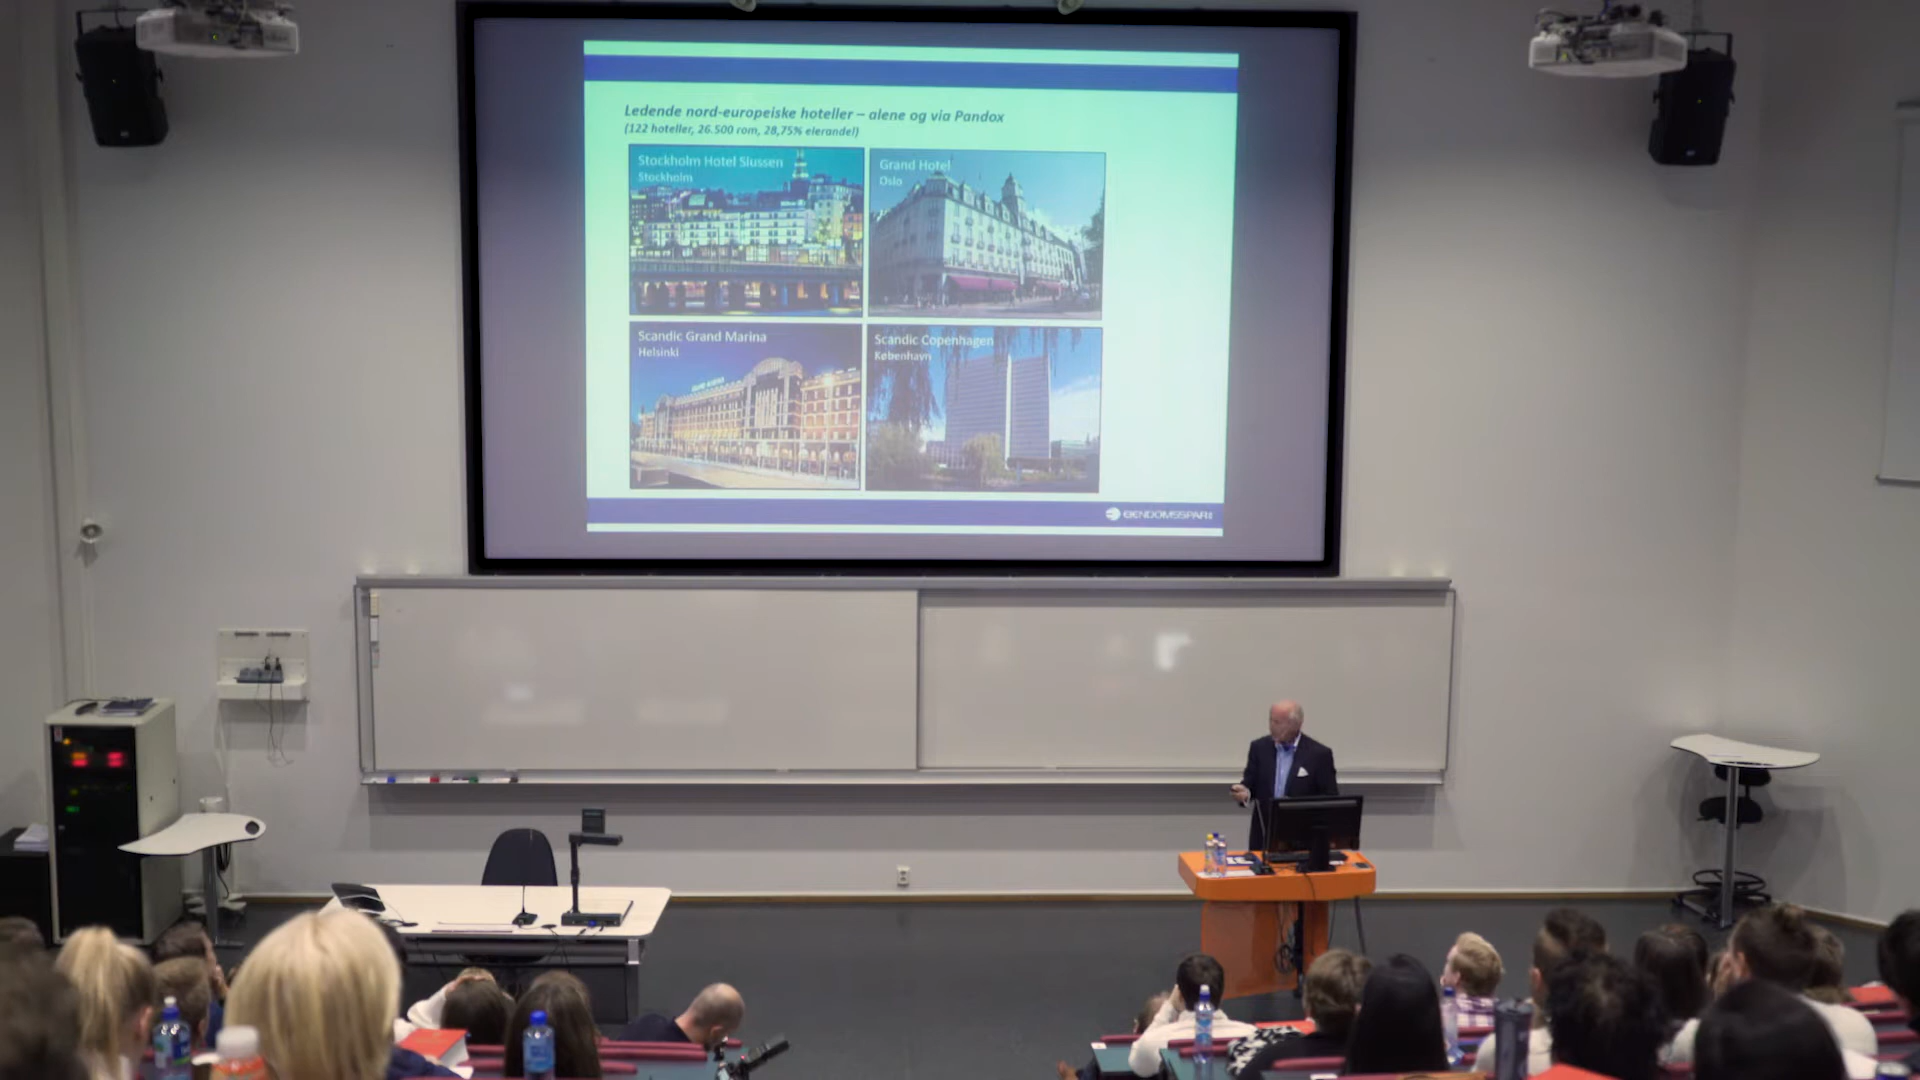 Ledende nord-europeiske hoteller – alene og via Pandox
(122 hoteller, 26.500 rom, 28,75% eierandel)
Stockholm Hotel Slussen
Stockholm
Grand Hotel
Oslo
Scandic Grand Marina
Helsinki
Scandic Copenhagen
København
EIENDOMSSPAR AS